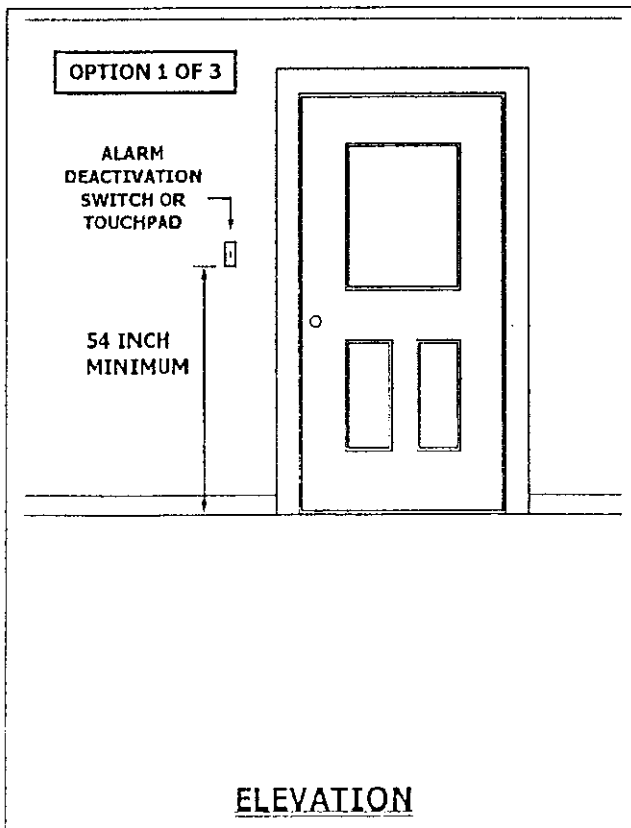 OPTION 1 OF 3
ALARM
DEACTIVATION
SWITCH OR
TOUCHPAD
54 INCH
MINIMUM
ELEVATION